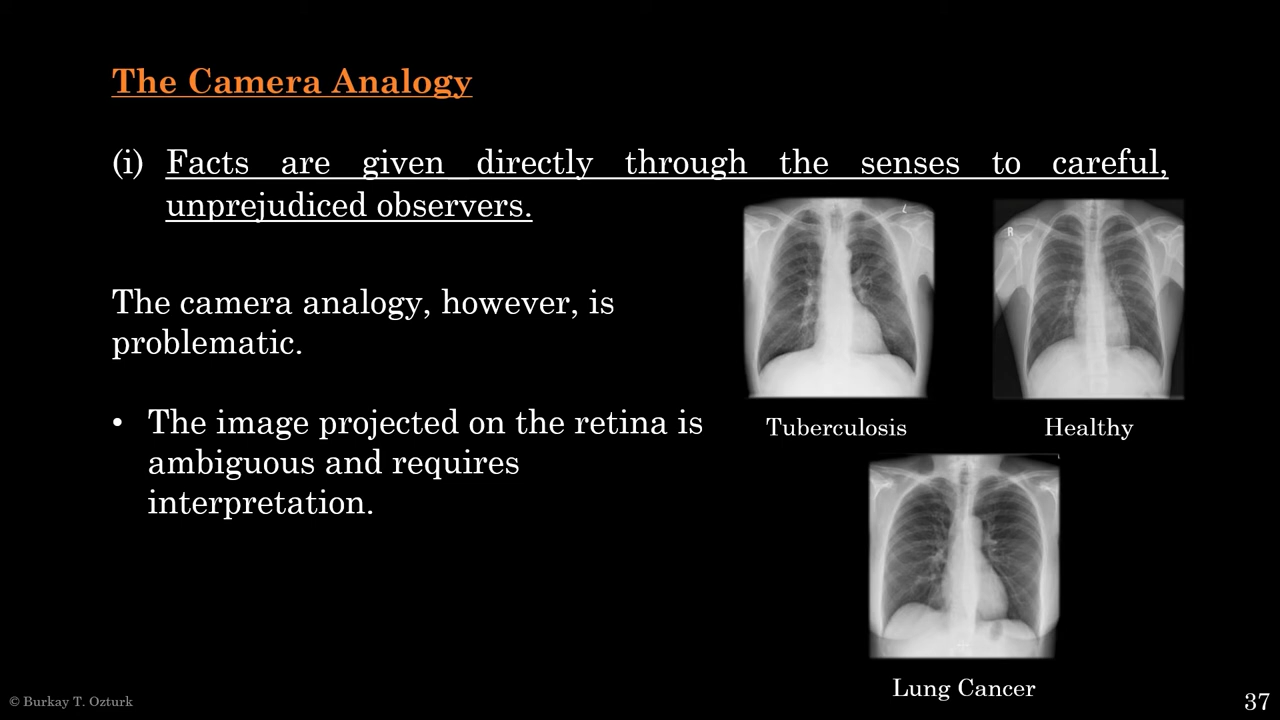 The Camera Analogy
(i) Facts are given directly through the senses to careful,
unprejudiced observers.
L
R
The camera analogy, however, is
problematic.
• The image projected on the retina is
ambiguous and requires
interpretation.
Tuberculosis
Healthy
Lung Cancer
© Burkay T. Ozturk
37